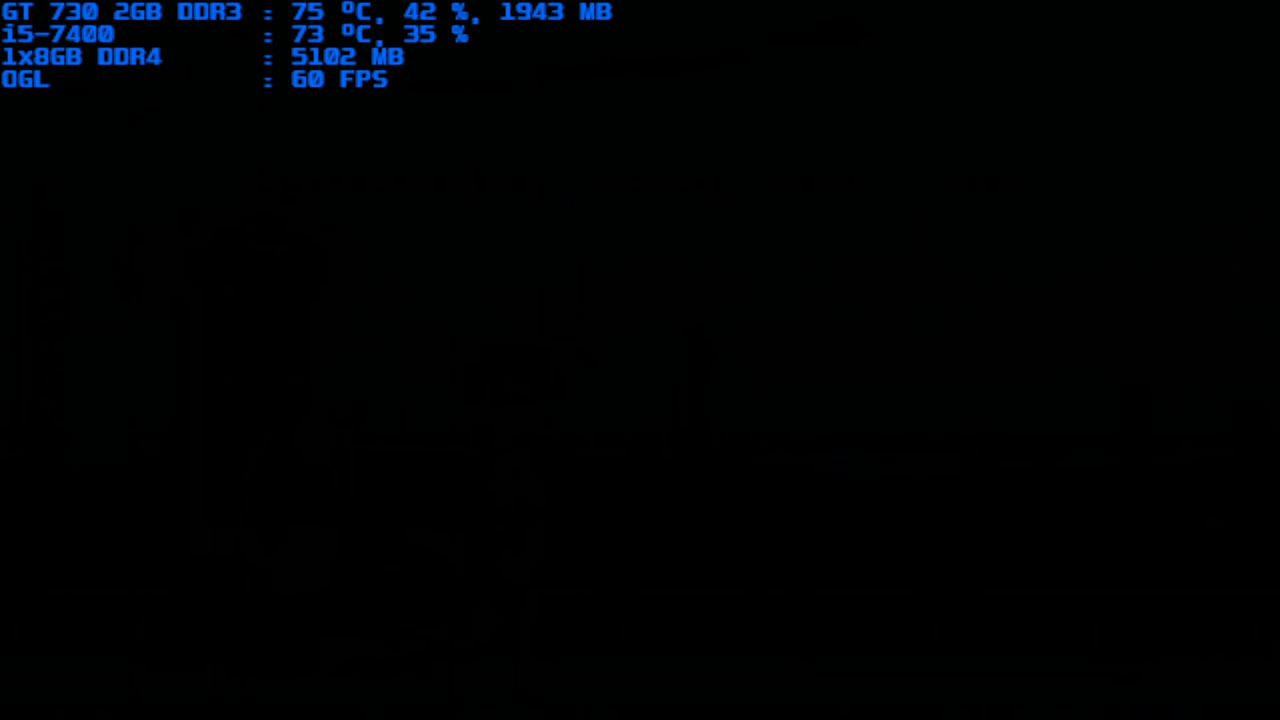 GT 730 2GB DDR3 : 75 ºC, 42 %, 1943 MB
i5-7400 : 73 ºC, 35 %
1x8GB DDR4 : 5102 MB
OGL : 60 FPS